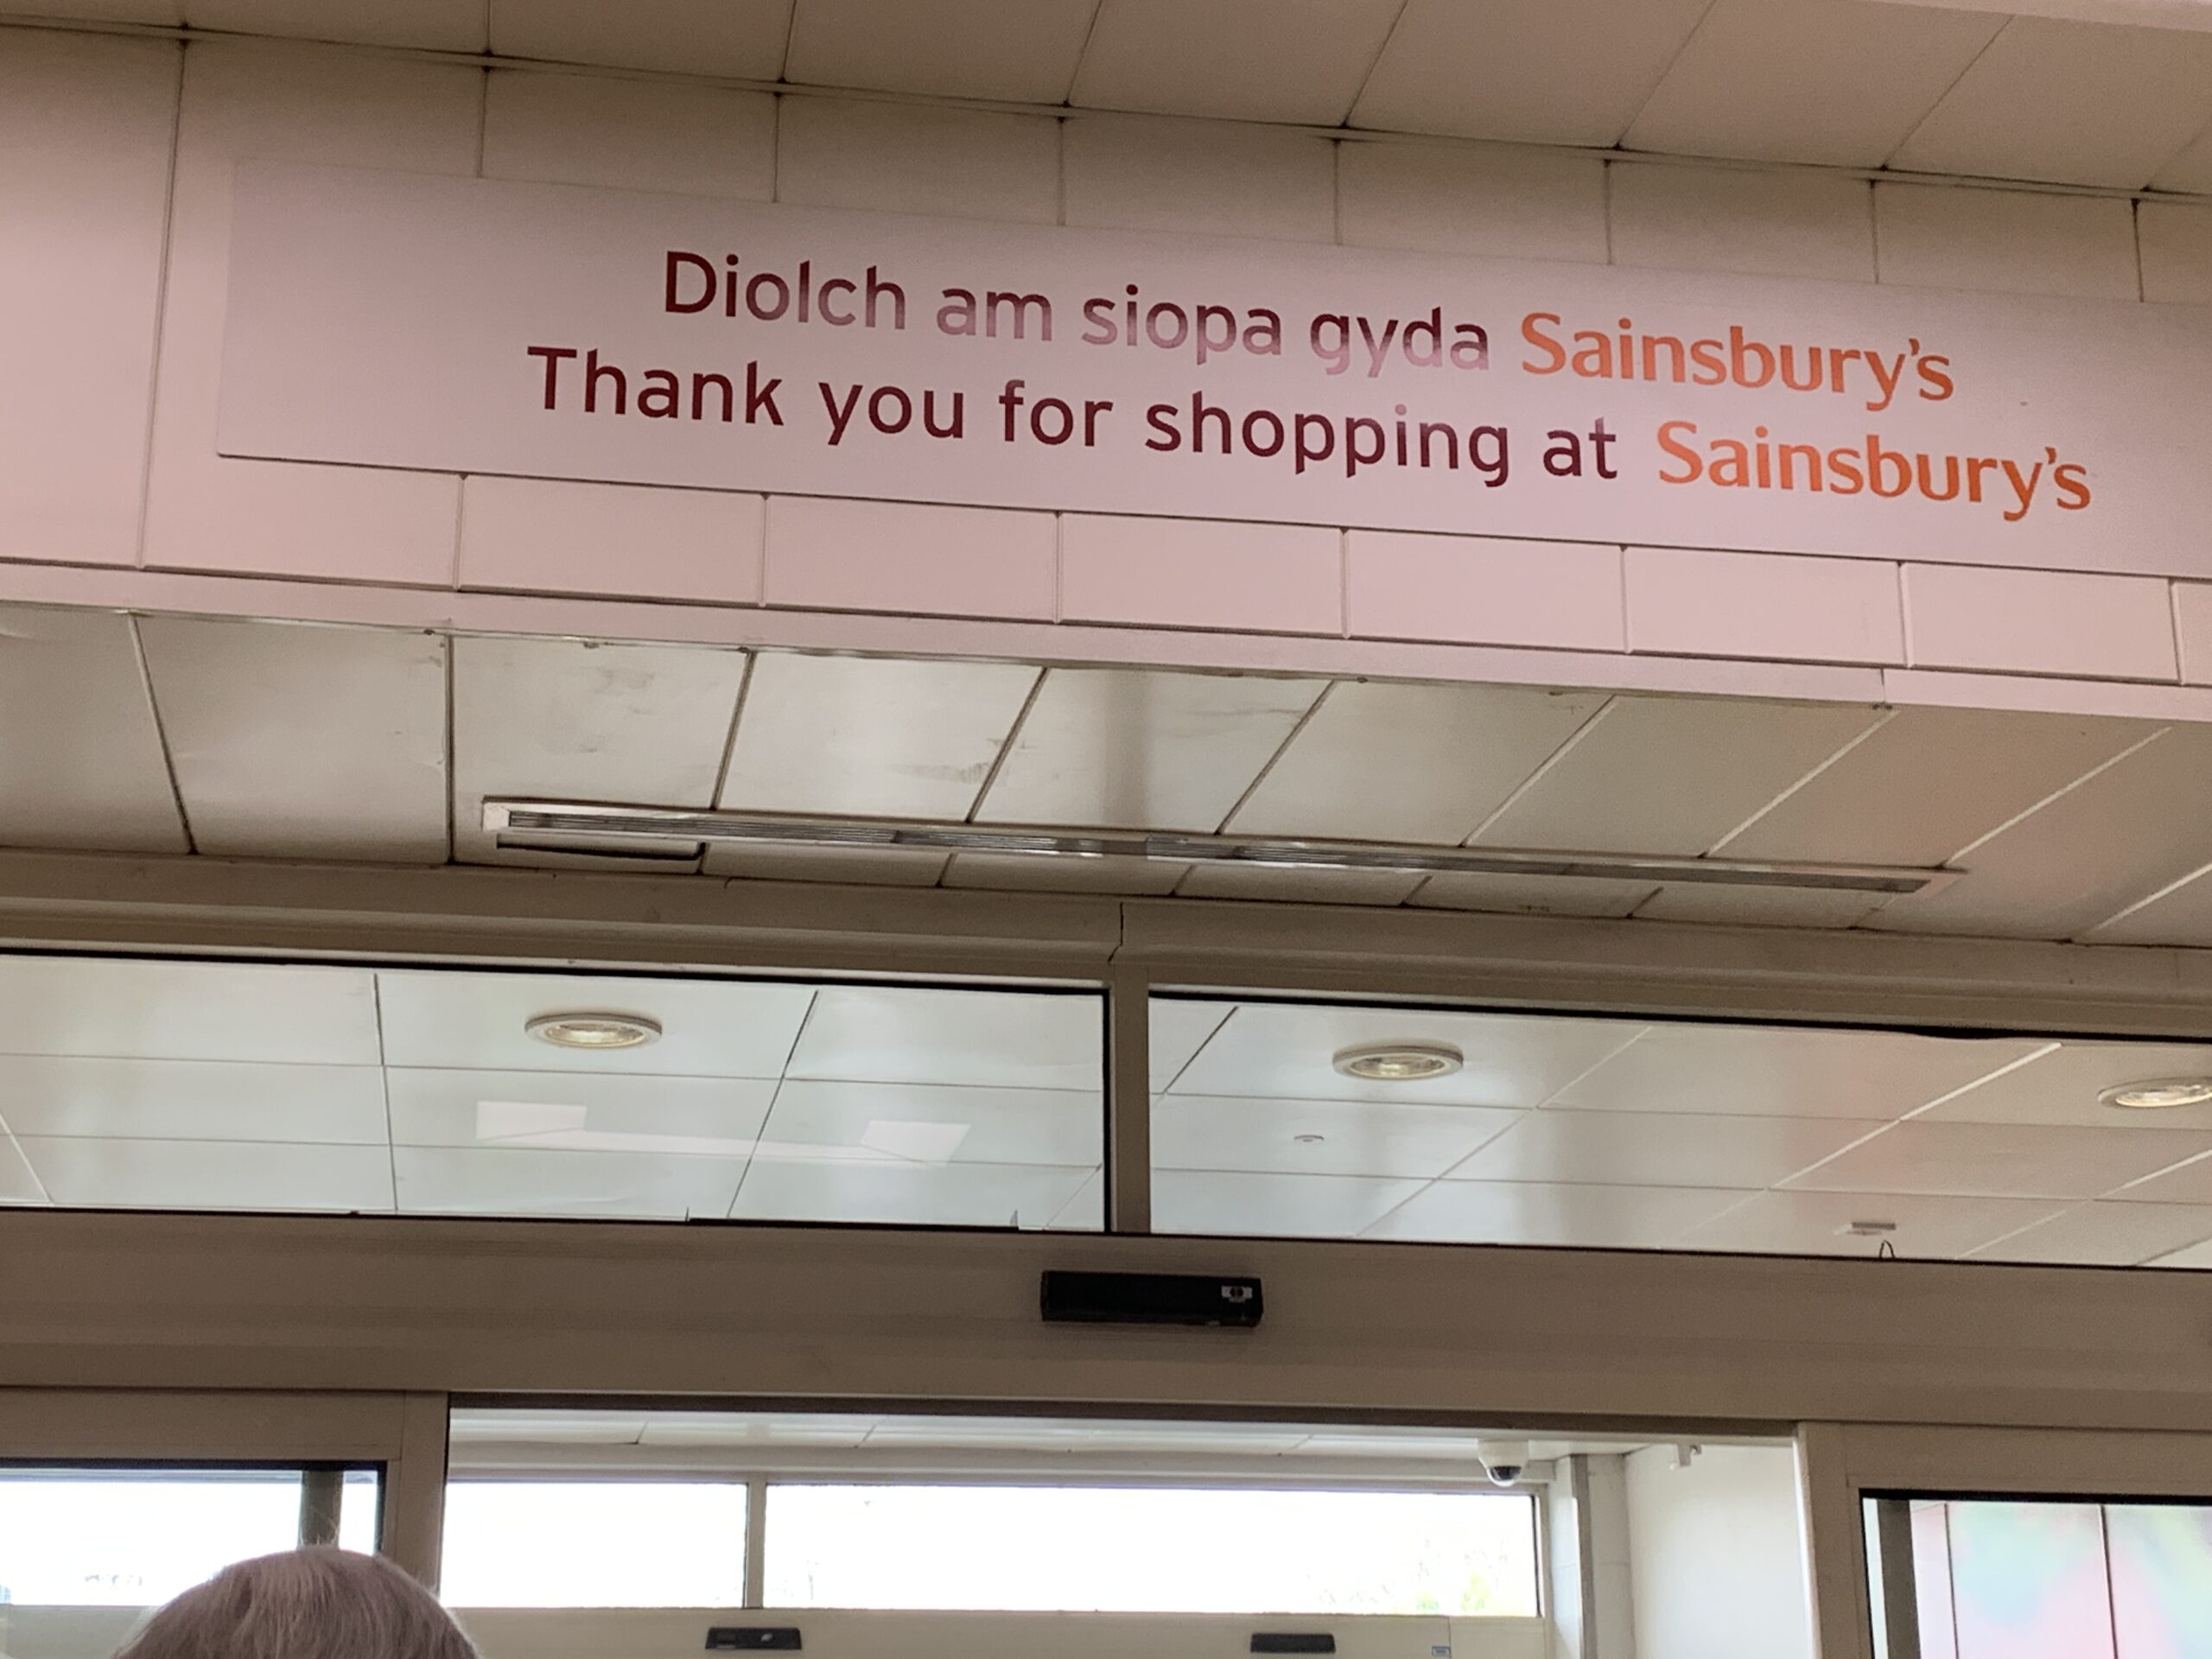 Diolch am siopa gyda Sainsbury's
Thank you for shopping at Sainsbury's